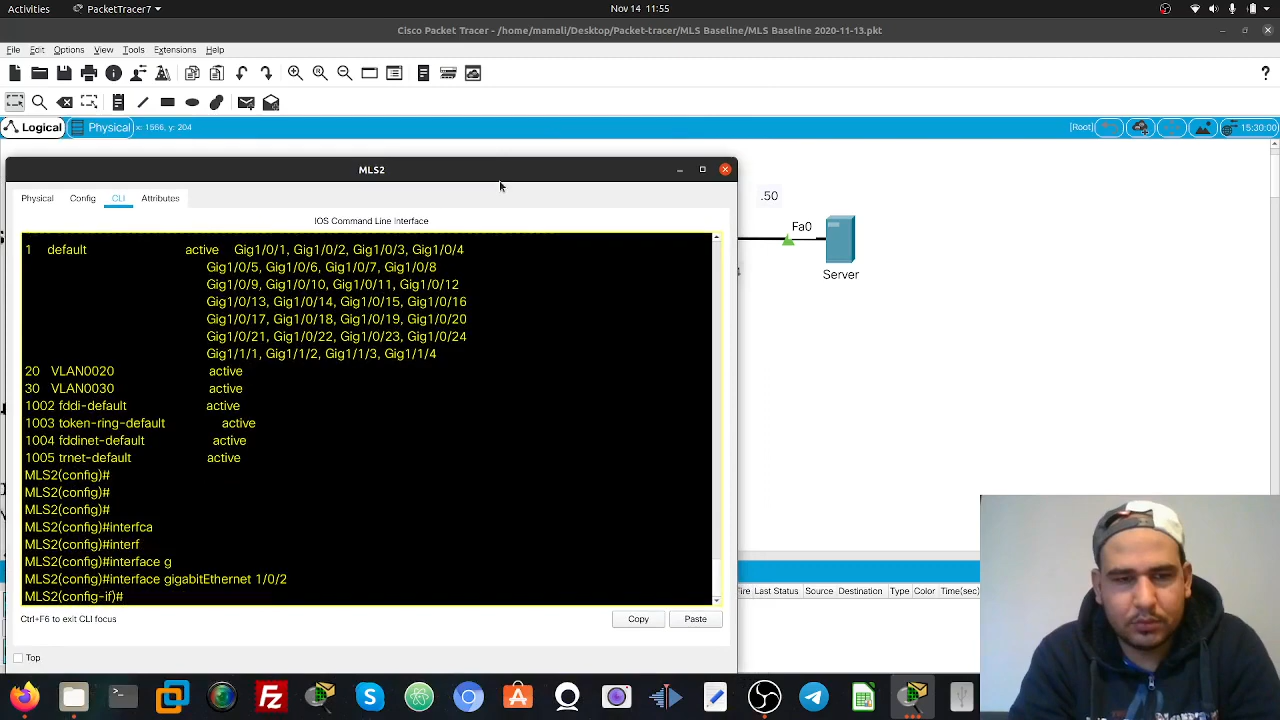 Activities
PacketTracer7
Nov 14 11:55
Cisco Packet Tracer - /home/mamali/Desktop/Packet-tracer/MLS Baseline/MLS Baseline 2020-11-13.pkt
File Edit Options View Tools Extensions Help
Logical Physical x: 1566, y: 204
[Root] 15:30:00
MLS2
Physical Config CLI Attributes
IOS Command Line Interface
1 default active Gig1/0/1, Gig1/0/2, Gig1/0/3, Gig1/0/4
Gig1/0/5, Gig1/0/6, Gig1/0/7, Gig1/0/8
Gig1/0/9, Gig1/0/10, Gig1/0/11, Gig1/0/12
Gig1/0/13, Gig1/0/14, Gig1/0/15, Gig1/0/16
Gig1/0/17, Gig1/0/18, Gig1/0/19, Gig1/0/20
Gig1/0/21, Gig1/0/22, Gig1/0/23, Gig1/0/24
Gig1/1/1, Gig1/1/2, Gig1/1/3, Gig1/1/4
20 VLAN0020 active
30 VLAN0030 active
1002 fddi-default active
1003 token-ring-default active
1004 fddinet-default active
1005 trnet-default active
MLS2(config)#
MLS2(config)#
MLS2(config)#
MLS2(config)#interfca
MLS2(config)#interf
MLS2(config)#interface g
MLS2(config)#interface gigabitEthernet 1/0/2
MLS2(config-if)#
Ctrl+F6 to exit CLI focus
Copy Paste
Top
.50
Fa0
Server
Fire Last Status Source Destination Type Color Time(sec)